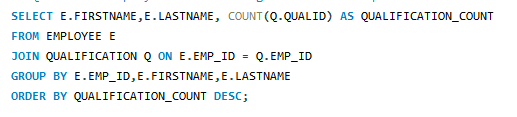 SELECT E.FIRSTNAME,E.LASTNAME, COUNT(Q.QUALID) AS QUALIFICATION_COUNT
FROM EMPLOYEE E
JOIN QUALIFICATION Q ON E.EMP_ID = Q.EMP_ID
GROUP BY E.EMP_ID,E.FIRSTNAME,E.LASTNAME
ORDER BY QUALIFICATION_COUNT DESC;